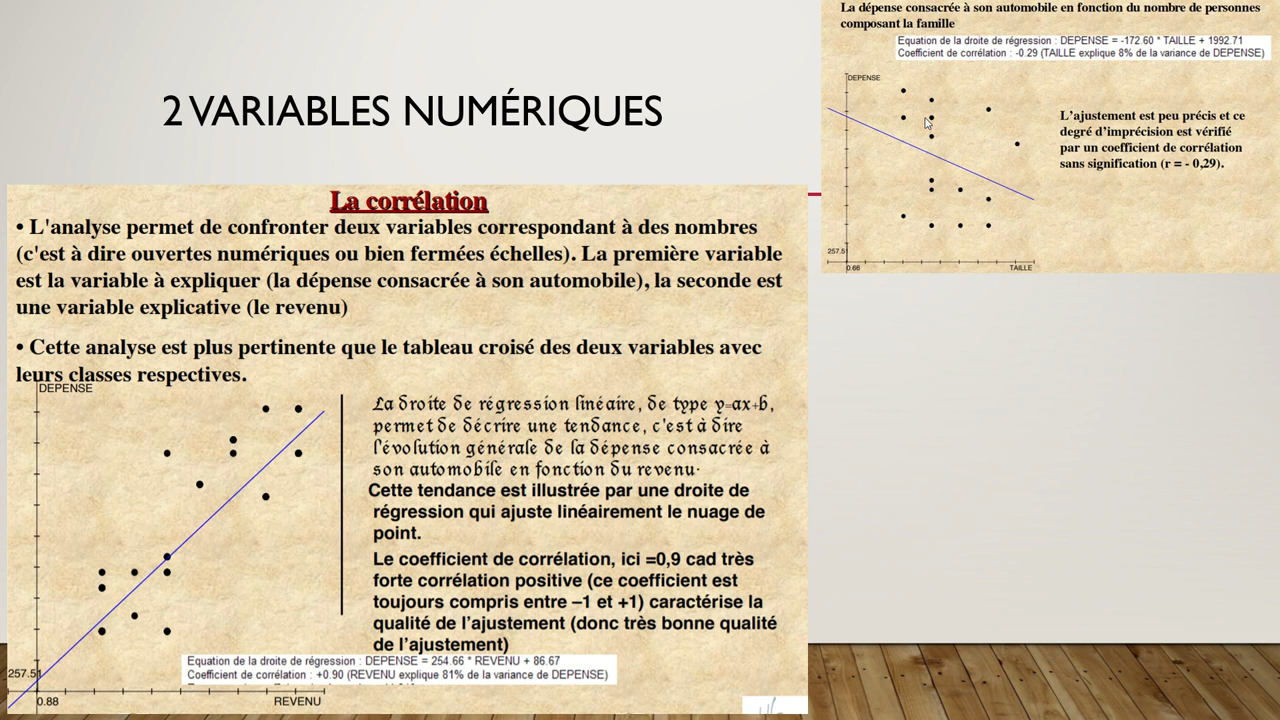 2 VARIABLES NUMÉRIQUES
La corrélation
• L'analyse permet de confronter deux variables correspondant à des nombres
(c'est à dire ouvertes numériques ou bien fermées échelles). La première variable
est la variable à expliquer (la dépense consacrée à son automobile), la seconde est
une variable explicative (le revenu)
• Cette analyse est plus pertinente que le tableau croisé des deux variables avec
leurs classes respectives.
DEPENSE
257.51
0.88
REVENU
La droite de régression linéaire, de type y=ax+b,
permet de décrire une tendance, c'est à dire
l'évolution générale de la dépense consacrée à
son automobile en fonction du revenu.
Cette tendance est illustrée par une droite de
régression qui ajuste linéairement le nuage de
point.
Le coefficient de corrélation, ici =0,9 cad très
forte corrélation positive (ce coefficient est
toujours compris entre –1 et +1) caractérise la
qualité de l'ajustement (donc très bonne qualité
de l'ajustement)
Equation de la droite de régression : DEPENSE = 254.66 * REVENU + 86.67
Coefficient de corrélation : +0.90 (REVENU explique 81% de la variance de DEPENSE)
La dépense consacrée à son automobile en fonction du nombre de personnes
composant la famille
Equation de la droite de régression : DEPENSE = -172.60 * TAILLE + 1992.71
Coefficient de corrélation : -0.29 (TAILLE explique 8% de la variance de DEPENSE)
DEPENSE
257.5
0.66
TAILLE
L'ajustement est peu précis et ce
degré d'imprécision est vérifié
par un coefficient de corrélation
sans signification (r = - 0,29).